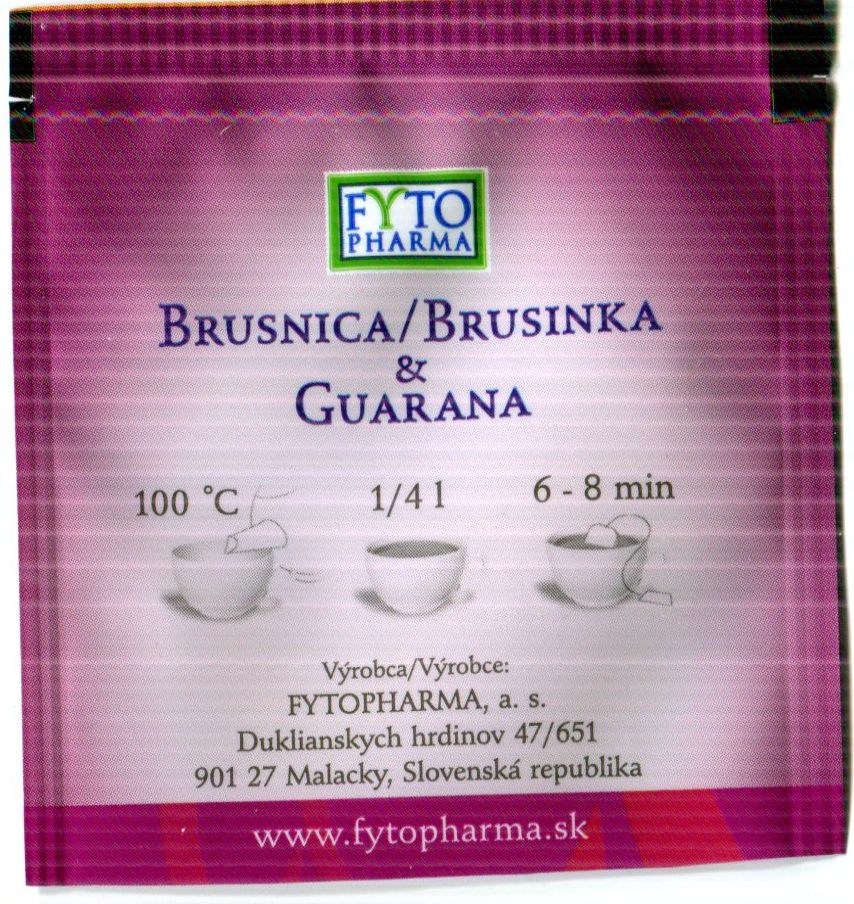 FYTO
PHARMA
BRUSNICA/BRUSINKA
&
GUARANA
100 °C 1/4 l 6 - 8 min
Výrobca/Výrobce:
FYTOPHARMA, a. s.
Duklianskych hrdinov 47/651
901 27 Malacky, Slovenská republika
www.fytopharma.sk